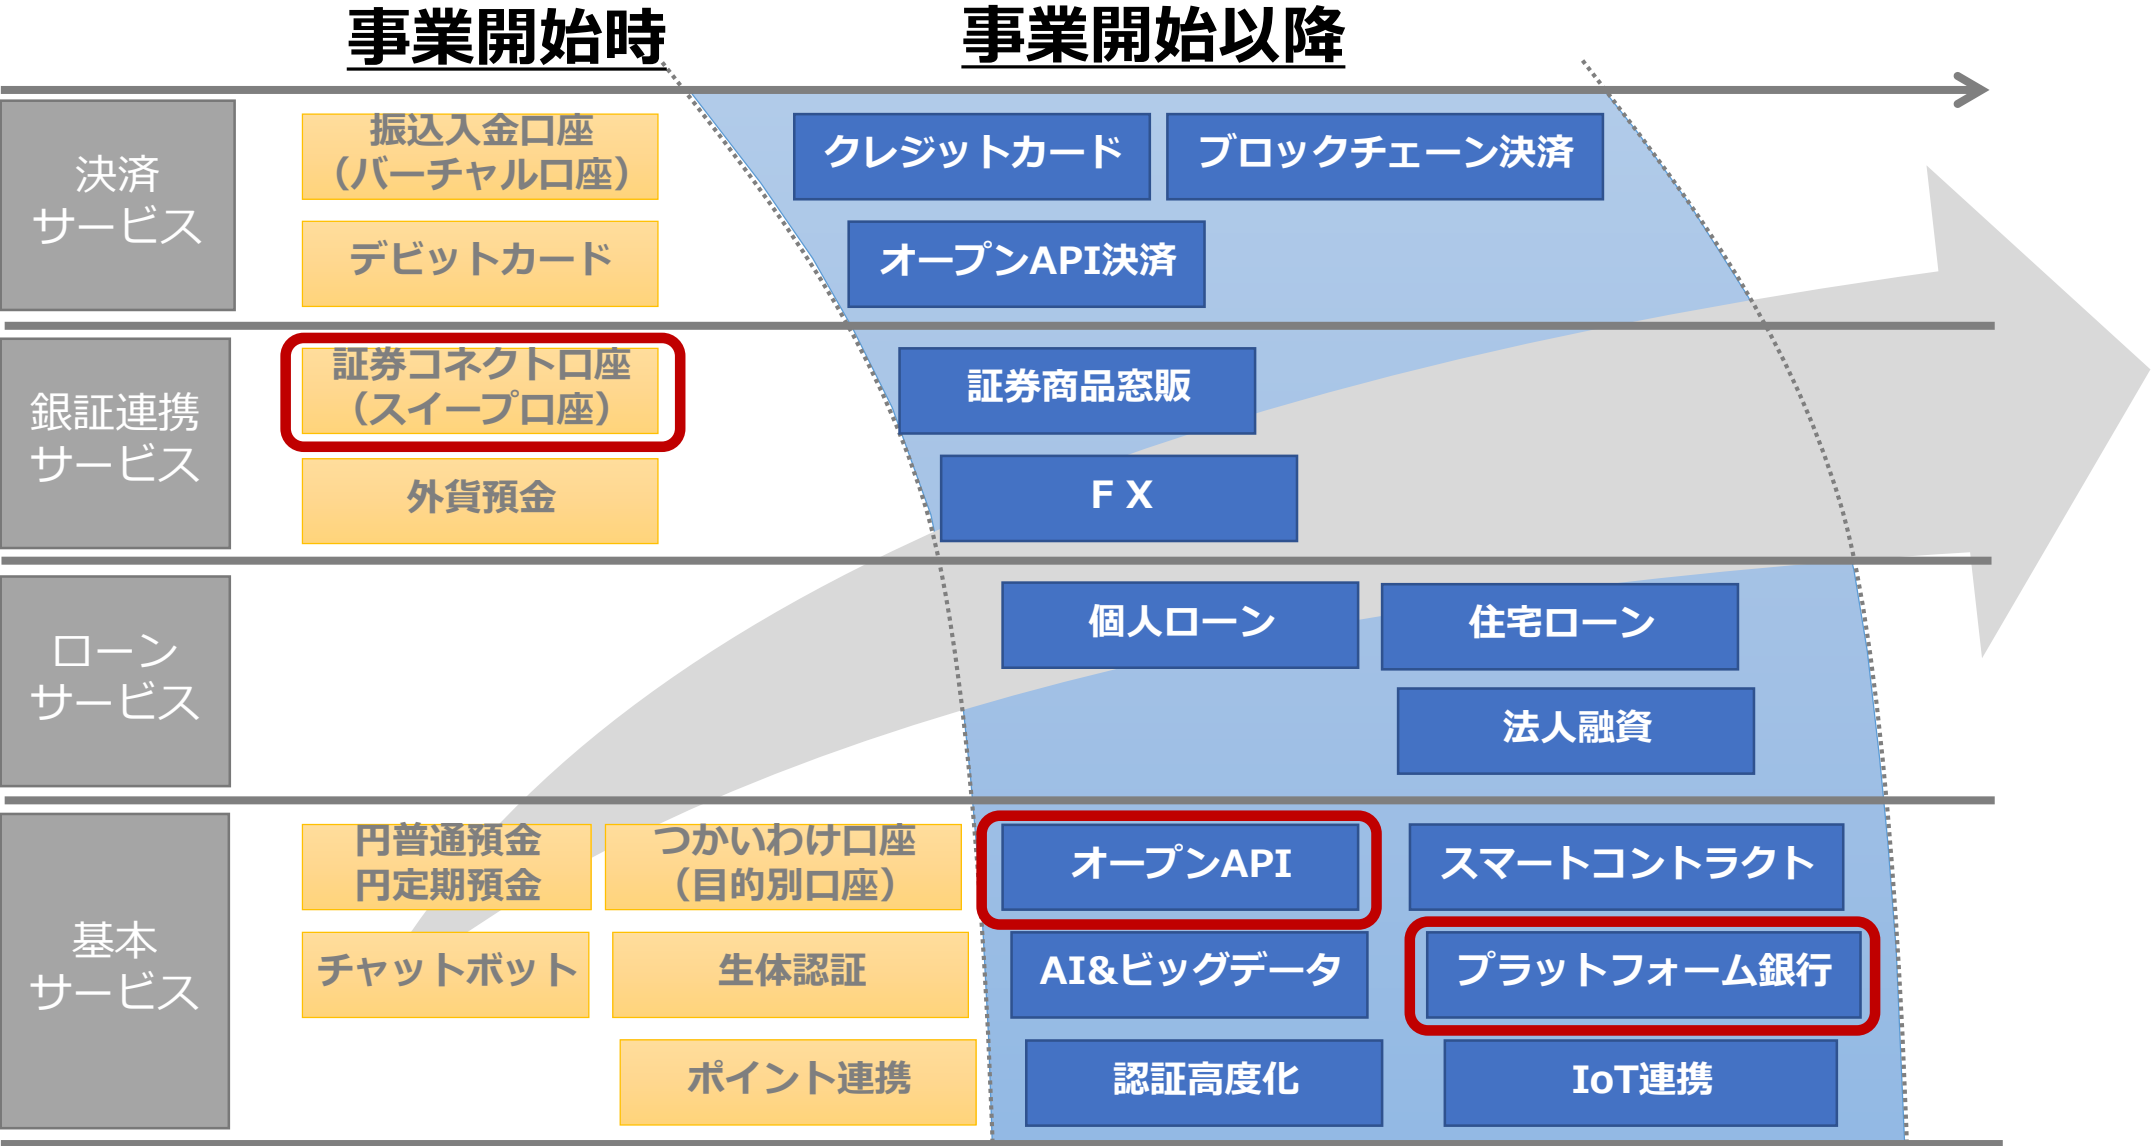 事業開始時
事業開始以降
決済
サービス
振込入金口座
（バーチャル口座）
クレジットカード
ブロックチェーン決済
デビットカード
オープンAPI決済
銀証連携
サービス
証券コネクト口座
（スイープ口座）
証券商品窓販
外貨預金
ＦＸ
ローン
サービス
個人ローン
住宅ローン
法人融資
基本
サービス
円普通預金
円定期預金
つかいわけ口座
（目的別口座）
オープンAPI
スマートコントラクト
チャットボット
生体認証
AI&ビッグデータ
プラットフォーム銀行
ポイント連携
認証高度化
IoT連携